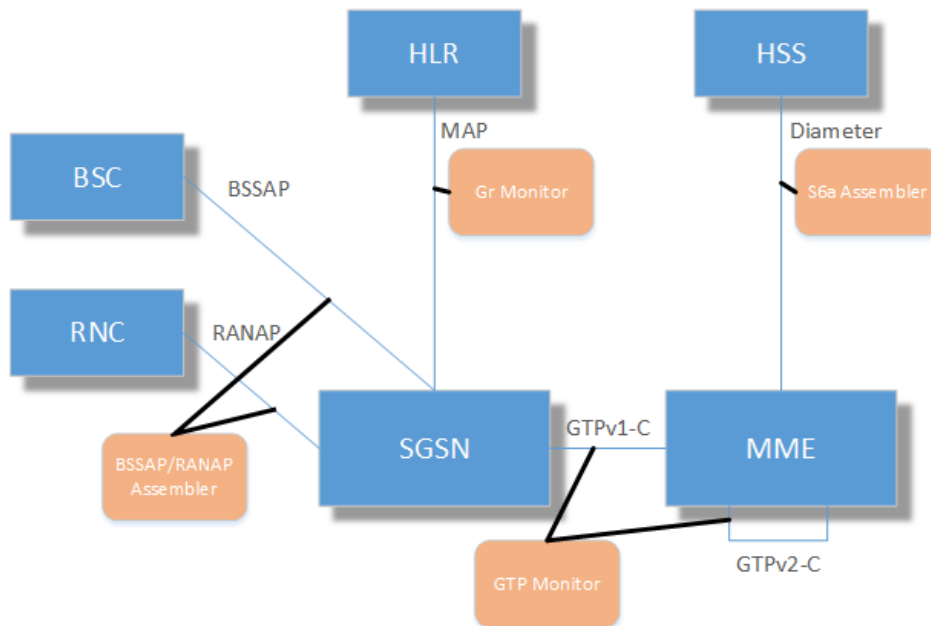 HLR
HSS
MAP
Diameter
BSC
BSSAP
Gr Monitor
S6a Assembler
RNC
RANAP
SGSN
GTPv1-C
MME
BSSAP/RANAP
Assembler
GTPv2-C
GTP Monitor